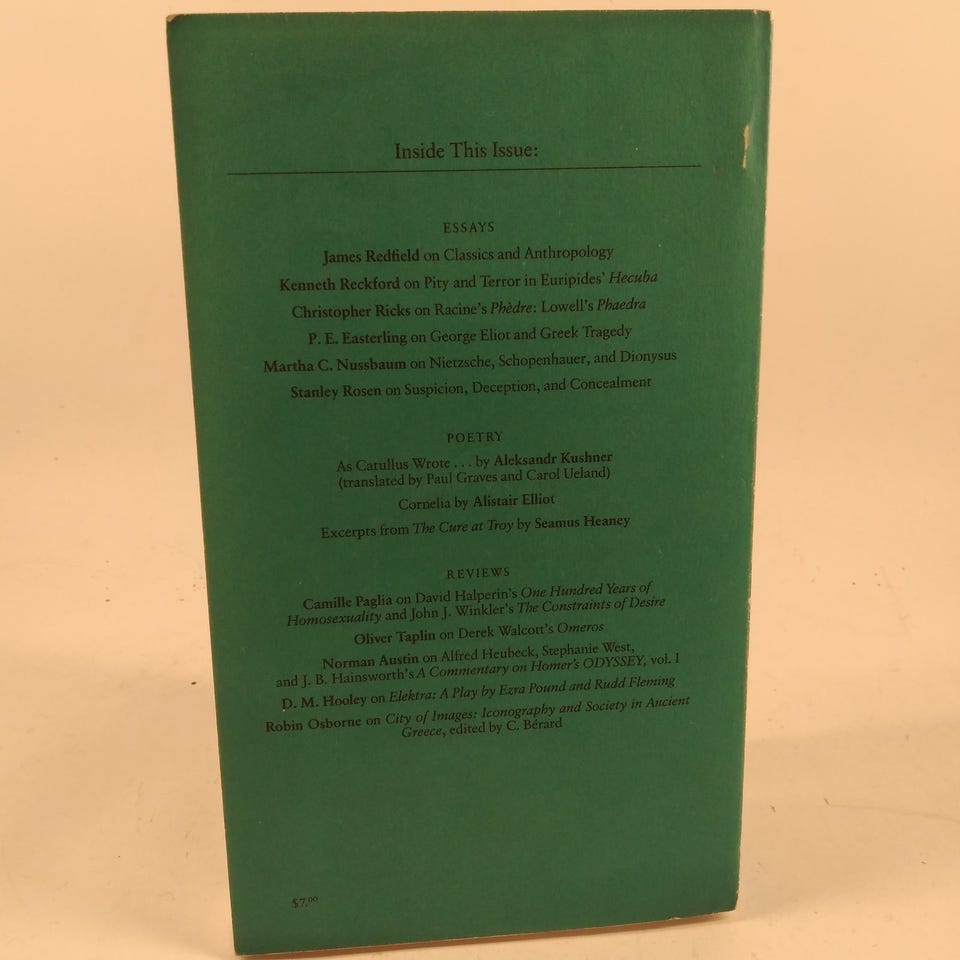 Inside This Issue:
ESSAYS
James Redfield on Classics and Anthropology
Kenneth Reckford on Pity and Terror in Euripides' Hecuba
Christopher Ricks on Racine's Phèdre: Lowell's Phaedra
P. E. Easterling on George Eliot and Greek Tragedy
Martha C. Nussbaum on Nietzsche, Schopenhauer, and Dionysus
Stanley Rosen on Suspicion, Deception, and Concealment
POETRY
As Catullus Wrote . . . by Aleksandr Kushner
(translated by Paul Graves and Carol Ueland)
Cornelia by Alistair Elliot
Excerpts from The Cure at Troy by Seamus Heaney
REVIEWS
Camille Paglia on David Halperin's One Hundred Years of
Homosexuality and John J. Winkler's The Constraints of Desire
Oliver Taplin on Derek Walcott's Omeros
Norman Austin on Alfred Heubeck, Stephanie West,
and J. B. Hainsworth's A Commentary on Homer's ODYSSEY, vol. I
D. M. Hooley on Elektra: A Play by Ezra Pound and Rudd Fleming
Robin Osborne on City of Images: Iconography and Society in Ancient
Greece, edited by C. Bérard
$7.00